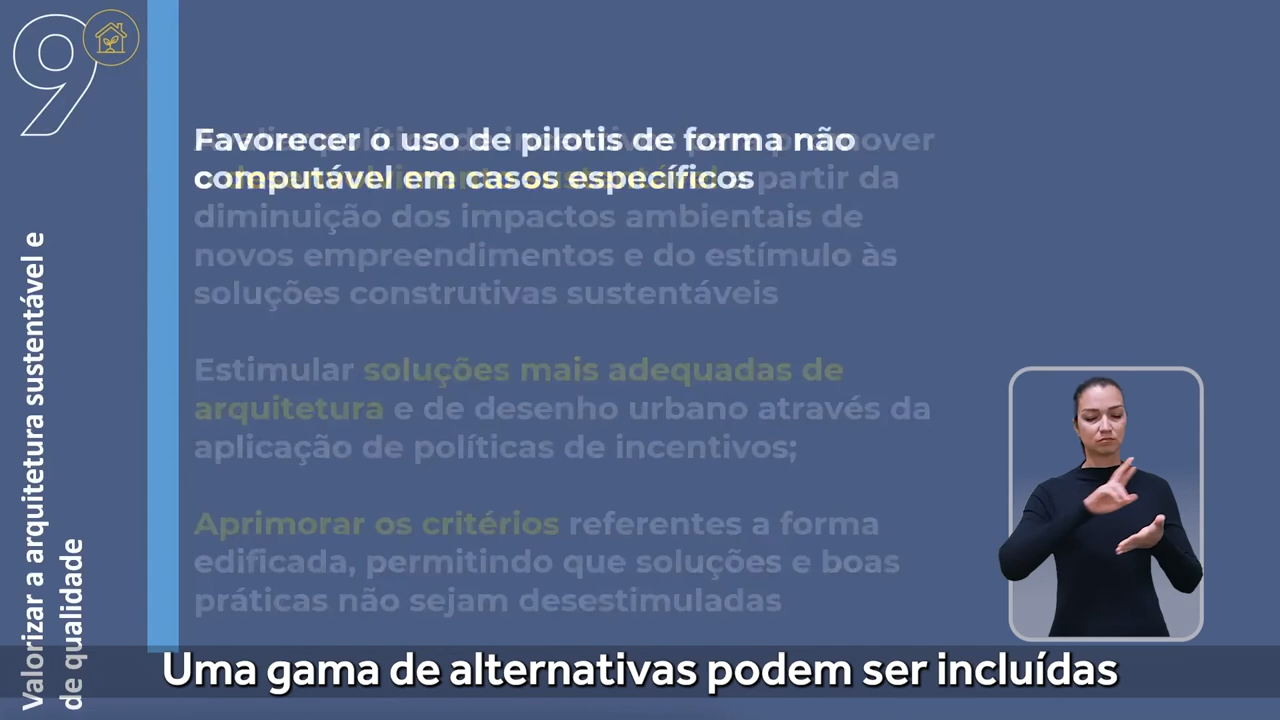 9
Valorizar a arquitetura sustentável e
de qualidade
Favorecer o uso de pilotis de forma não
computável em casos específicos
partir da
diminuição dos impactos ambientais de
novos empreendimentos e do estímulo às
soluções construtivas sustentáveis
Estimular soluções mais adequadas de
arquitetura e de desenho urbano através da
aplicação de políticas de incentivos;
Aprimorar os critérios referentes a forma
edificada, permitindo que soluções e boas
práticas não sejam desestimuladas
Uma gama de alternativas podem ser incluídas